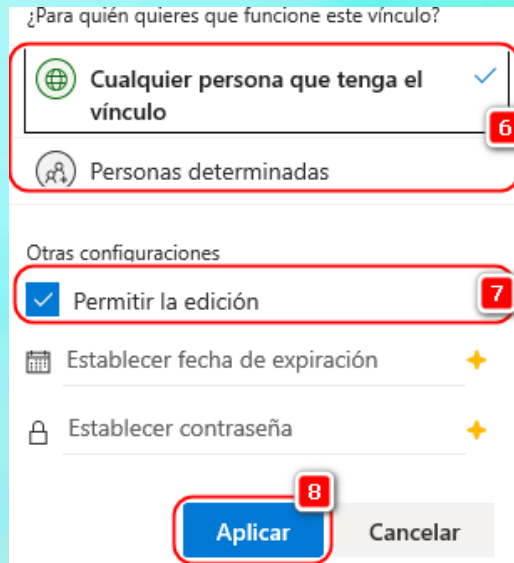 ¿Para quién quieres que funcione este vínculo?
Cualquier persona que tenga el
vínculo
6
Personas determinadas
Otras configuraciones
Permitir la edición
7
Establecer fecha de expiración
Establecer contraseña
8
Aplicar
Cancelar